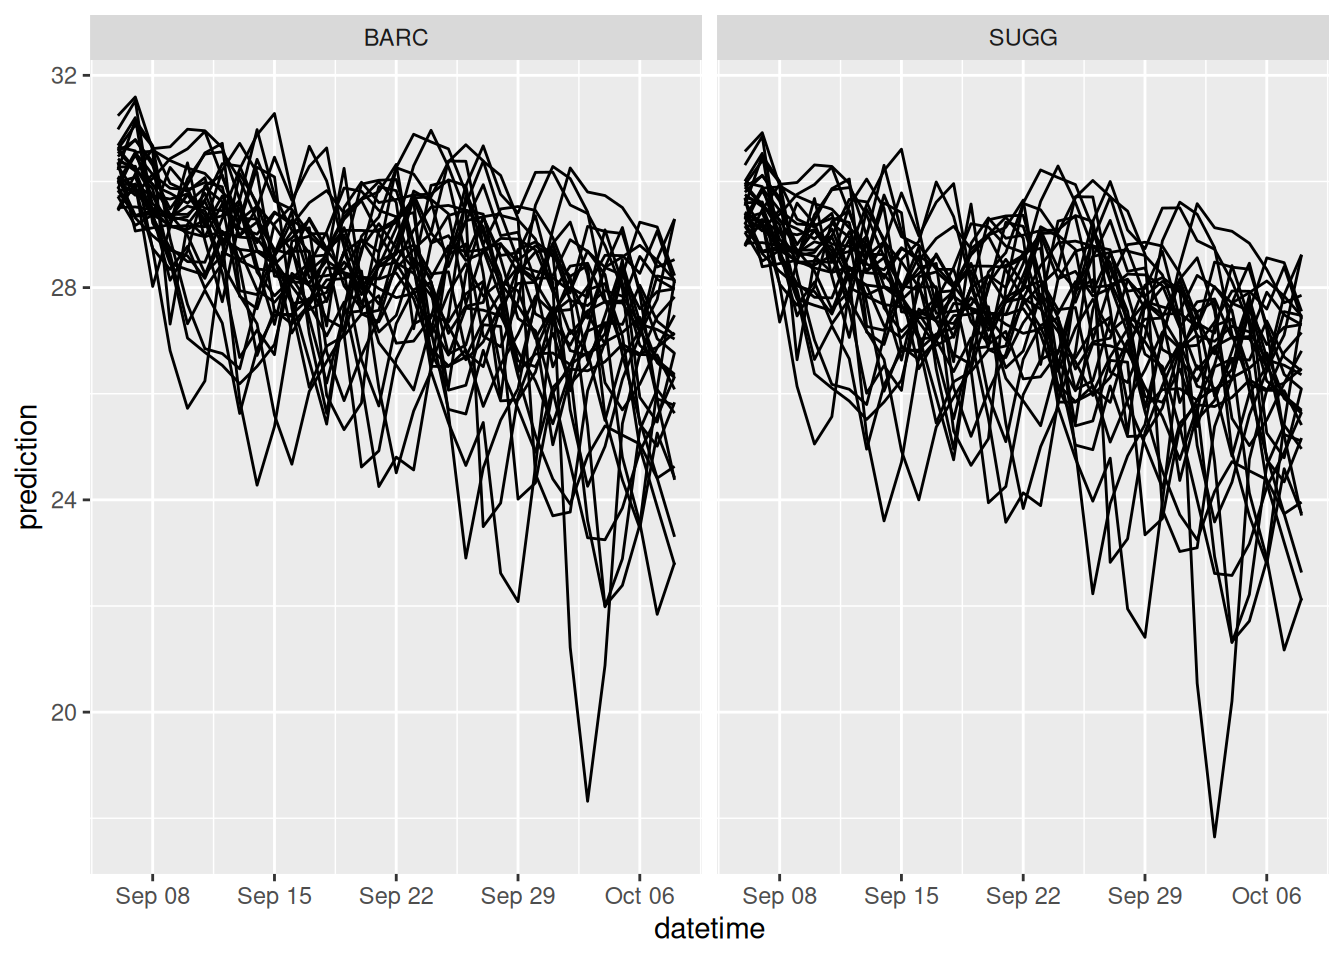 BARC
SUGG
32
28
24
20
prediction
Sep 08
Sep 15
Sep 22
Sep 29
Oct 06
Sep 08
Sep 15
Sep 22
Sep 29
Oct 06
datetime